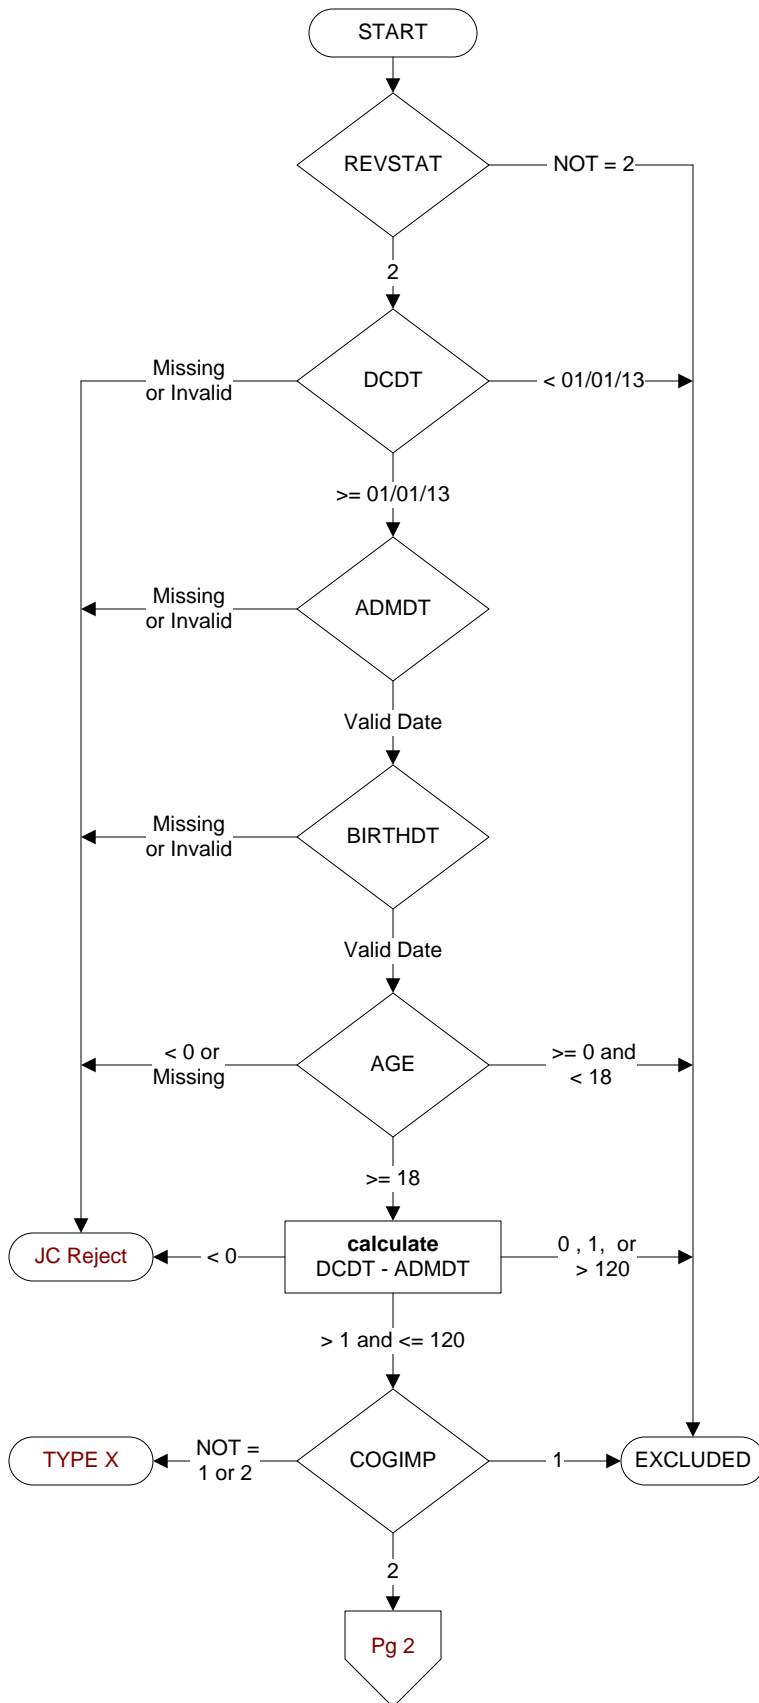 START
REVSTAT
NOT = 2
2
Missing
or Invalid
DCDT
< 01/01/13
>= 01/01/13
Missing
or Invalid
ADMDT
Valid Date
Missing
or Invalid
BIRTHDT
Valid Date
< 0 or
Missing
AGE
>= 0 and
< 18
>= 18
JC Reject
< 0
calculate
DCDT - ADMDT
0 , 1, or
> 120
> 1 and <= 120
TYPE X
NOT =
1 or 2
COGIMP
1
EXCLUDED
2
Pg 2